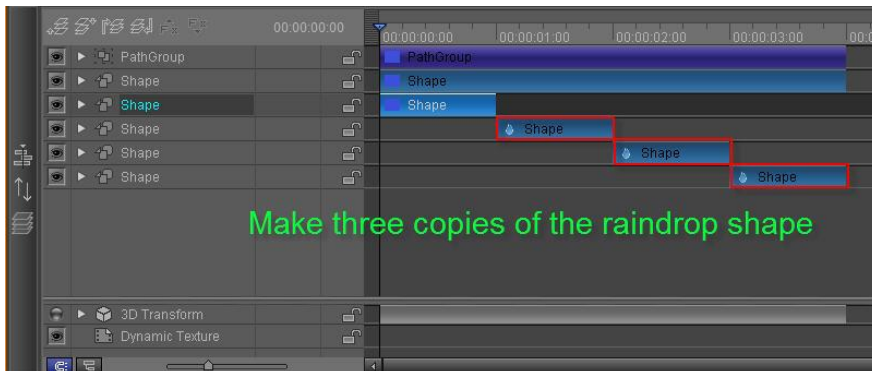 00:00:00:00
00:00:00:00 00:00:01:00 00:00:02:00 00:00:03:00 00:0
PathGroup PathGroup
Shape Shape
Shape Shape
Shape Shape
Shape Shape
Shape Shape
Make three copies of the raindrop shape
3D Transform
Dynamic Texture